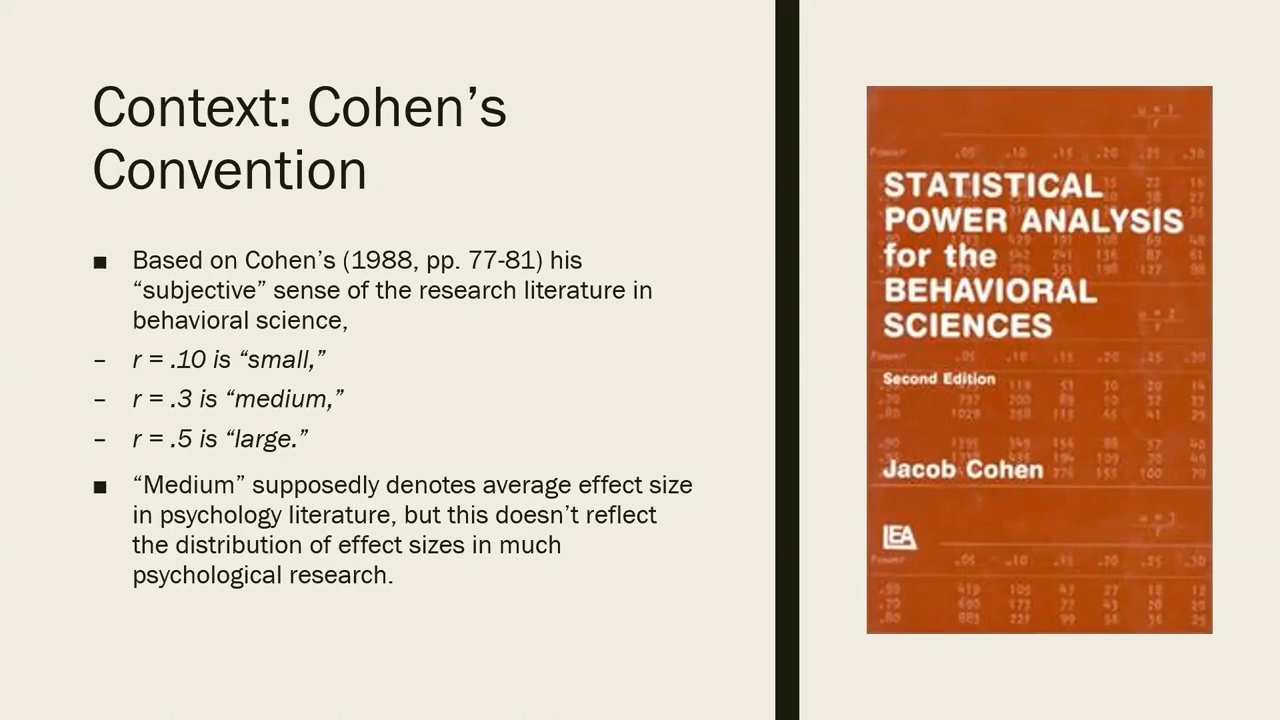 Context: Cohen’s
Convention
■ Based on Cohen’s (1988, pp. 77-81) his
“subjective” sense of the research literature in
behavioral science,
– r = .10 is “small,”
– r = .3 is “medium,”
– r = .5 is “large.”
■ “Medium” supposedly denotes average effect size
in psychology literature, but this doesn’t reflect
the distribution of effect sizes in much
psychological research.
STATISTICAL
POWER ANALYSIS
for the
BEHAVIORAL
SCIENCES
Second Edition
Jacob Cohen
LEA